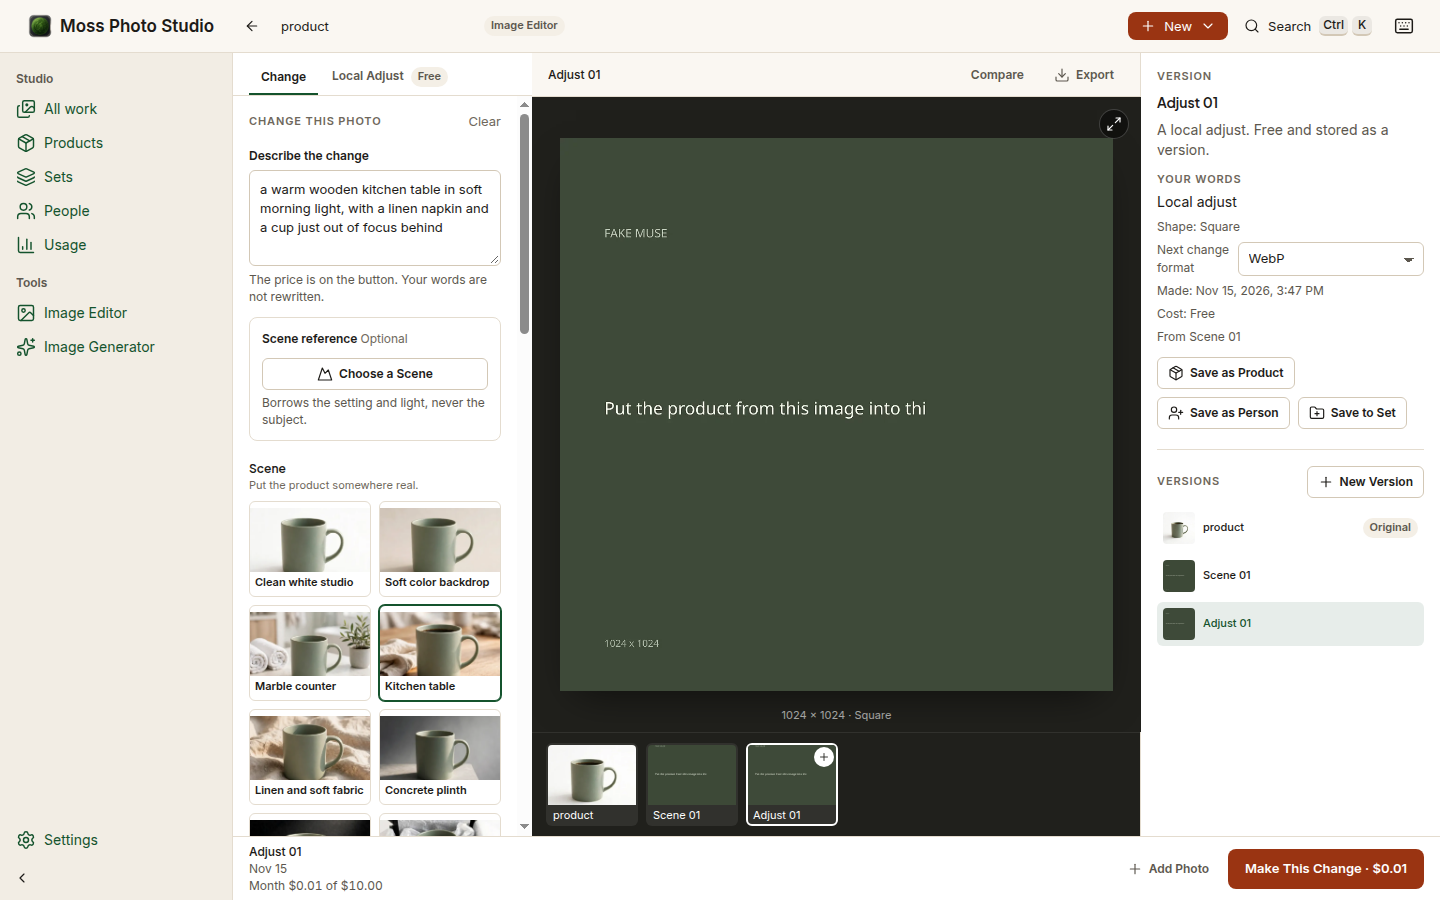 Moss Photo Studio
product
Image Editor
New
Search
Ctrl
K
Studio
All work
Products
Sets
People
Usage
Tools
Image Editor
Image Generator
Settings
Change
Local Adjust
Free
CHANGE THIS PHOTO
Clear
Describe the change
a warm wooden kitchen table in soft
morning light, with a linen napkin and
a cup just out of focus behind
The price is on the button. Your words are
not rewritten.
Scene reference Optional
Choose a Scene
Borrows the setting and light, never the
subject.
Scene
Put the product somewhere real.
Clean white studio
Soft color backdrop
Marble counter
Kitchen table
Linen and soft fabric
Concrete plinth
Adjust 01
Compare
Export
FAKE MUSE
Put the product from this image into thi
1024 x 1024
1024 × 1024 · Square
product
Scene 01
Adjust 01
VERSION
Adjust 01
A local adjust. Free and stored as a
version.
YOUR WORDS
Local adjust
Shape: Square
Next change
format
WebP
Made: Nov 15, 2026, 3:47 PM
Cost: Free
From Scene 01
Save as Product
Save as Person
Save to Set
VERSIONS
New Version
product
Original
Scene 01
Adjust 01
Adjust 01
Nov 15
Month $0.01 of $10.00
Add Photo
Make This Change · $0.01